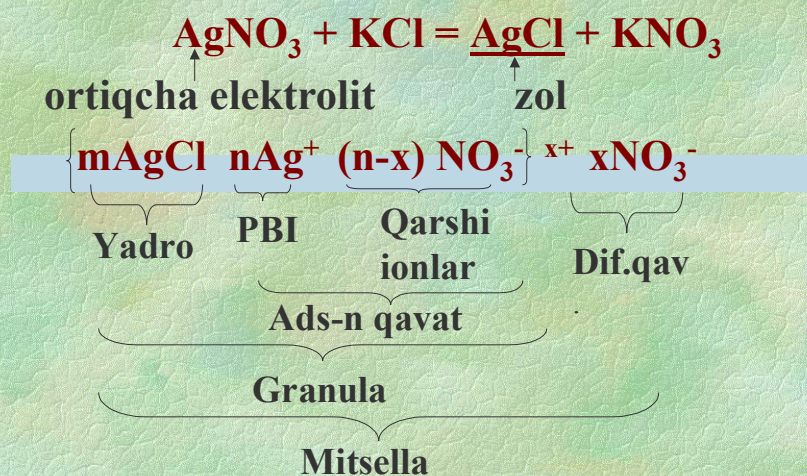 AgNO₃ + KCl = AgCl + KNO₃
ortiqcha elektrolit zol
{mAgCl nAg⁺ (n-x) NO₃⁻} ˣ⁺ xNO₃⁻
Yadro PBI Qarshi
ionlar Dif.qav
Ads-n qavat .
Granula
Mitsella